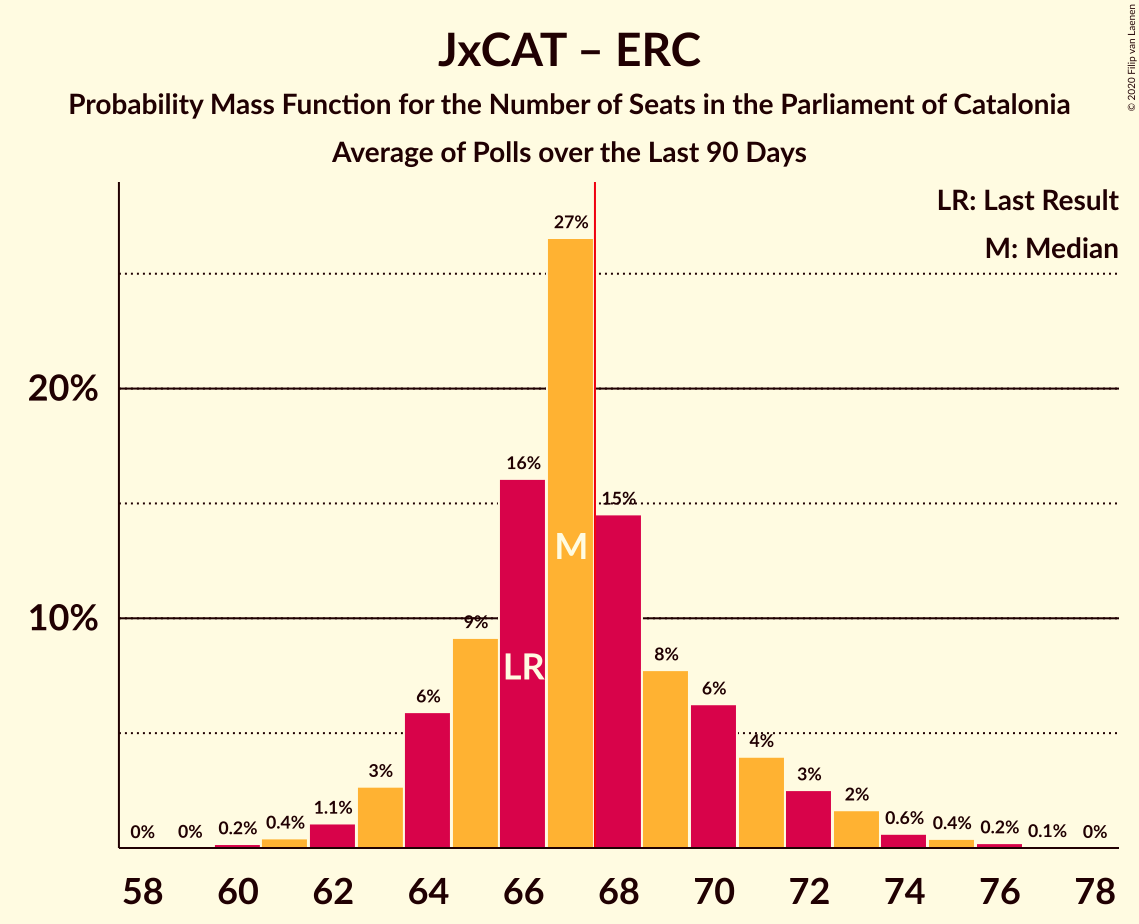 JxCAT – ERC
Probability Mass Function for the Number of Seats in the Parliament of Catalonia
Average of Polls over the Last 90 Days
© 2020 Filip van Laenen
LR: Last Result
M: Median
20%
10%
0%
0%
0.2%
0.4%
1.1%
3%
6%
9%
16%
27%
15%
8%
6%
4%
3%
2%
0.6%
0.4%
0.2%
0.1%
0%
LR
M
58 60 62 64 66 68 70 72 74 76 78